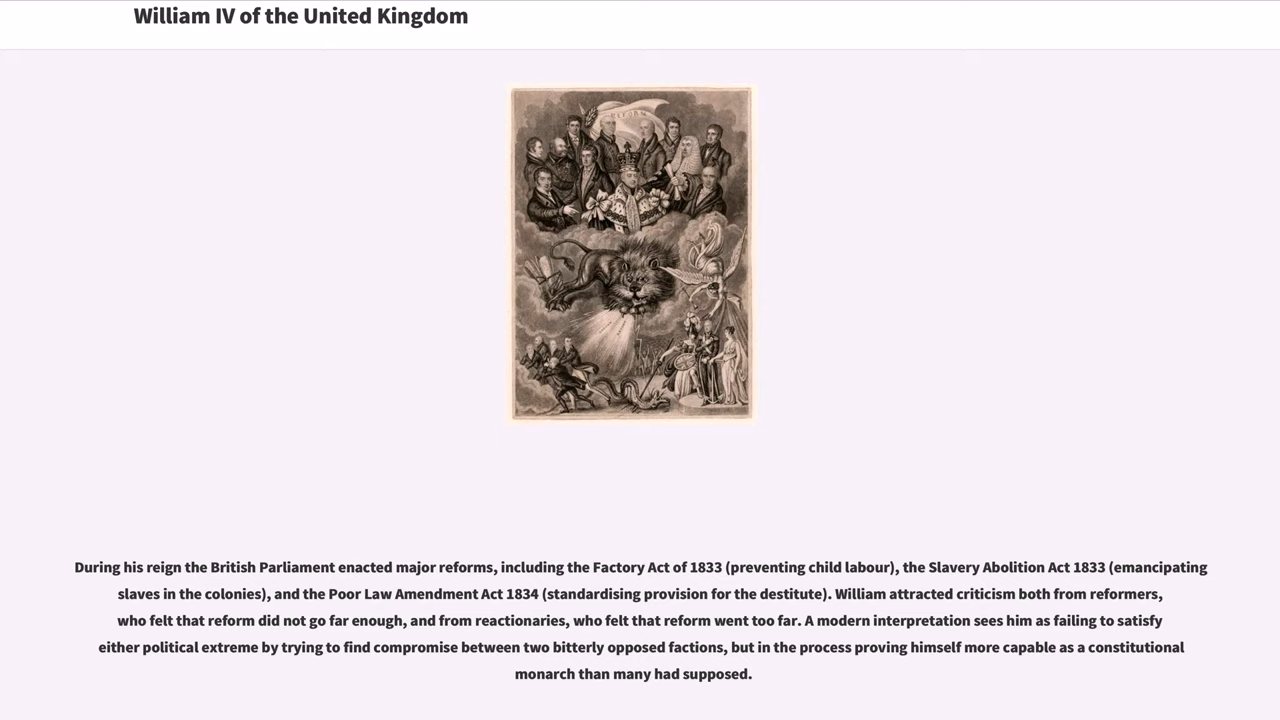 William IV of the United Kingdom
During his reign the British Parliament enacted major reforms, including the Factory Act of 1833 (preventing child labour), the Slavery Abolition Act 1833 (emancipating
slaves in the colonies), and the Poor Law Amendment Act 1834 (standardising provision for the destitute). William attracted criticism both from reformers,
who felt that reform did not go far enough, and from reactionaries, who felt that reform went too far. A modern interpretation sees him as failing to satisfy
either political extreme by trying to find compromise between two bitterly opposed factions, but in the process proving himself more capable as a constitutional
monarch than many had supposed.